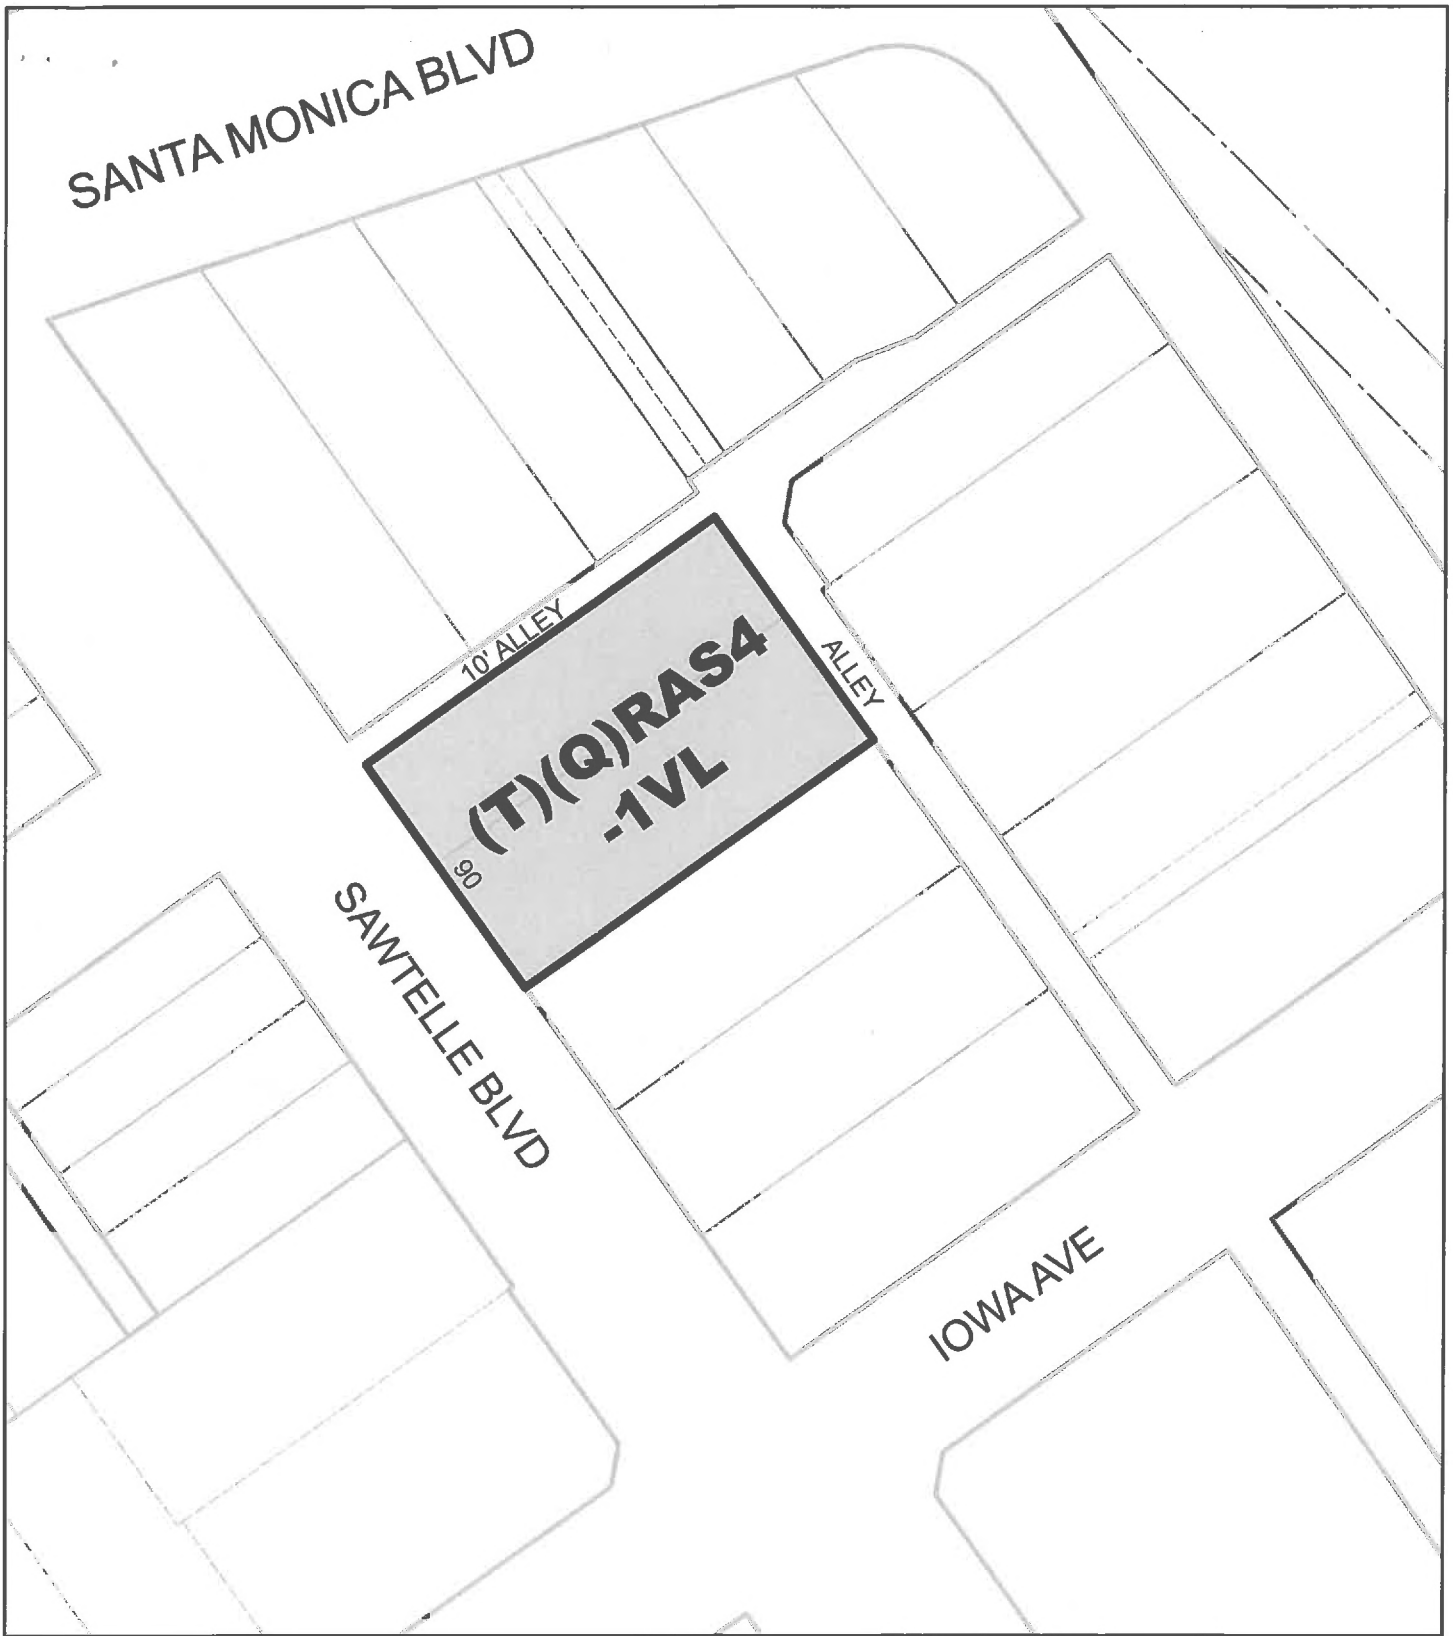 SANTA MONICA BLVD
10' ALLEY
ALLEY
(T)(Q)RAS4
-1VL
90
SAWTELLE BLVD
IOWA AVE